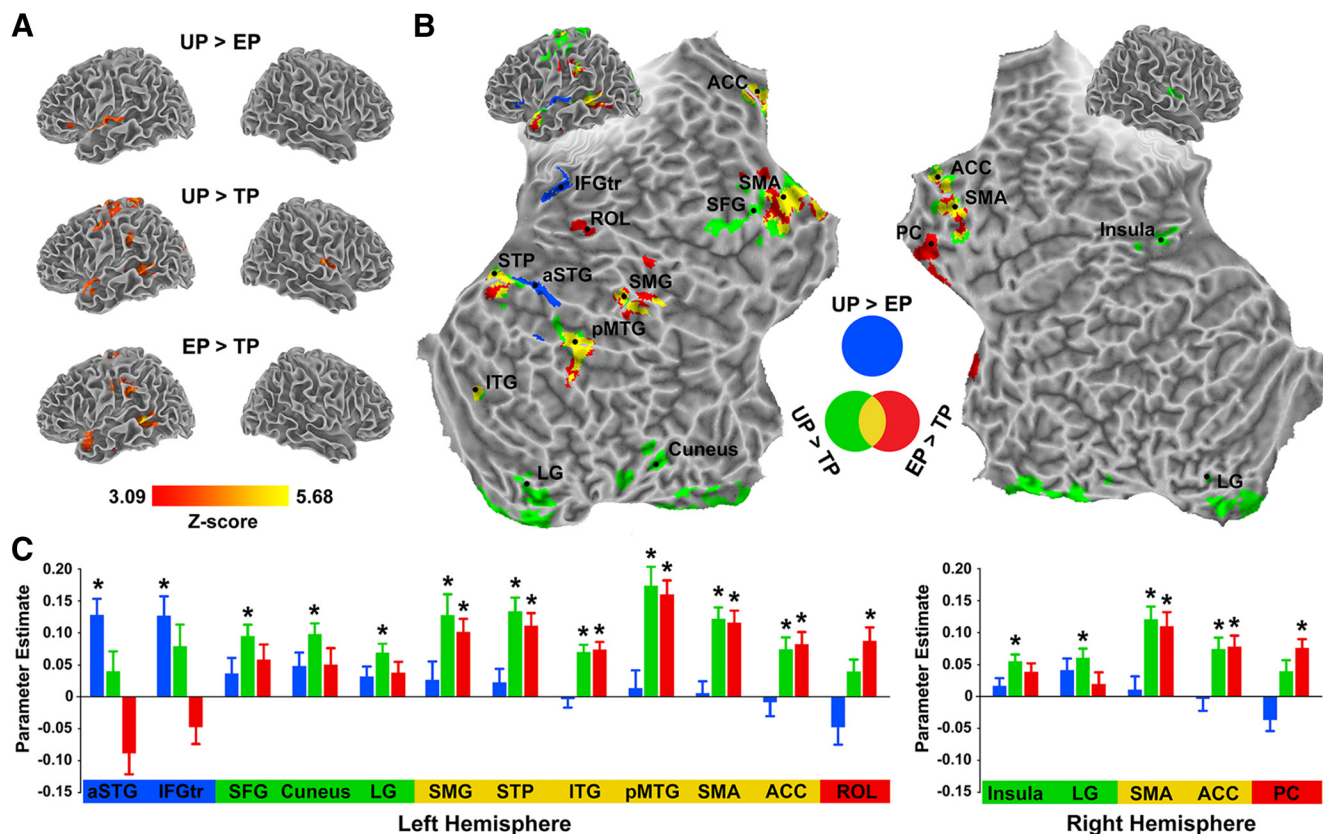 A
UP > EP
UP > TP
EP > TP
3.09
5.68
Z-score
B
ACC
IFGtr
SMA
SFG
ROL
STP
aSTG
SMG
pMTG
ITG
Cuneus
LG
ACC
SMA
PC
Insula
LG
UP > EP
UP > TP
EP > TP
C
Parameter Estimate
0.20
0.15
0.10
0.05
0
-0.05
-0.10
-0.15
* * * * * * * * * * * * * * * * * *
aSTG IFGtr SFG Cuneus LG SMG STP ITG pMTG SMA ACC ROL
Left Hemisphere
Parameter Estimate
0.20
0.15
0.10
0.05
0
-0.05
-0.10
-0.15
* * * * * * *
Insula LG SMA ACC PC
Right Hemisphere